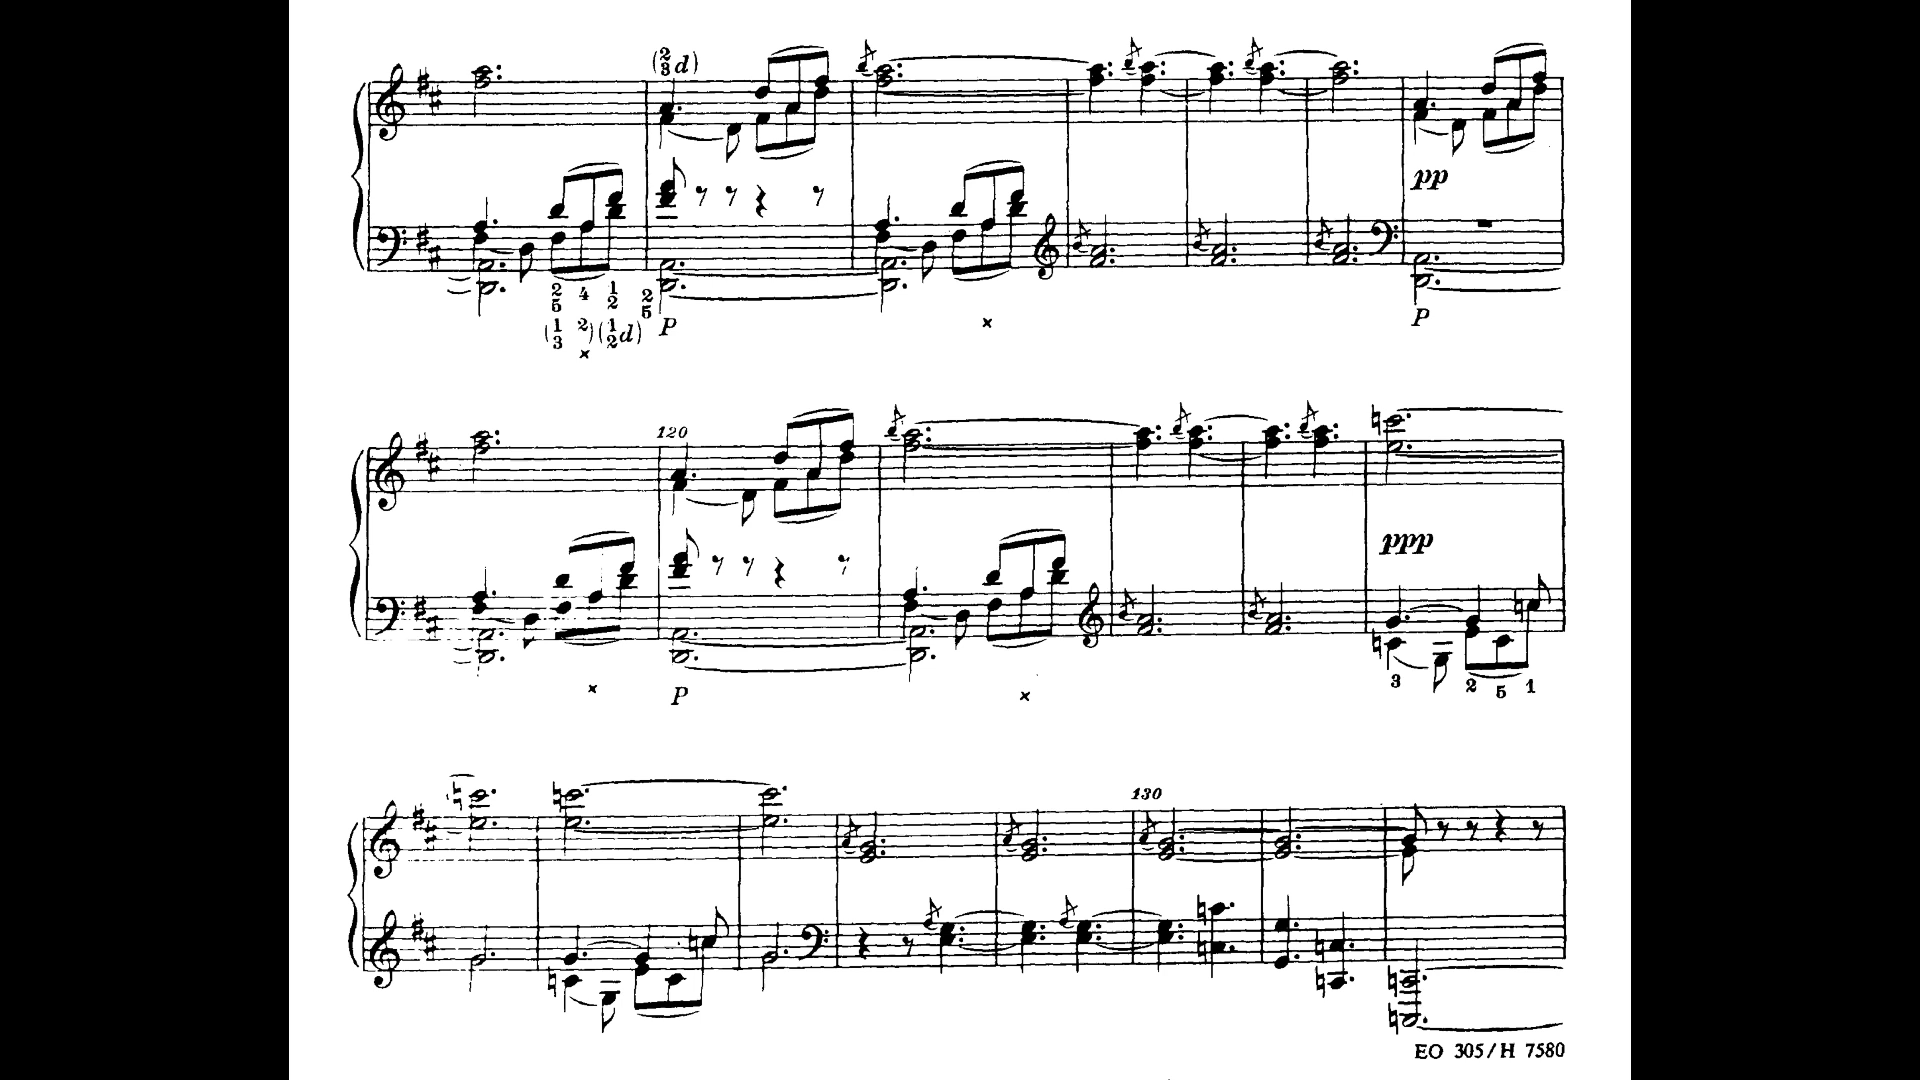 (2 3 d)
pp
2 5 4 1 2 2 5 P × P
(1 3 2) (1 2 d)
×
120
ppp
× P × 3 2 5 1
130
EO 305/H 7580